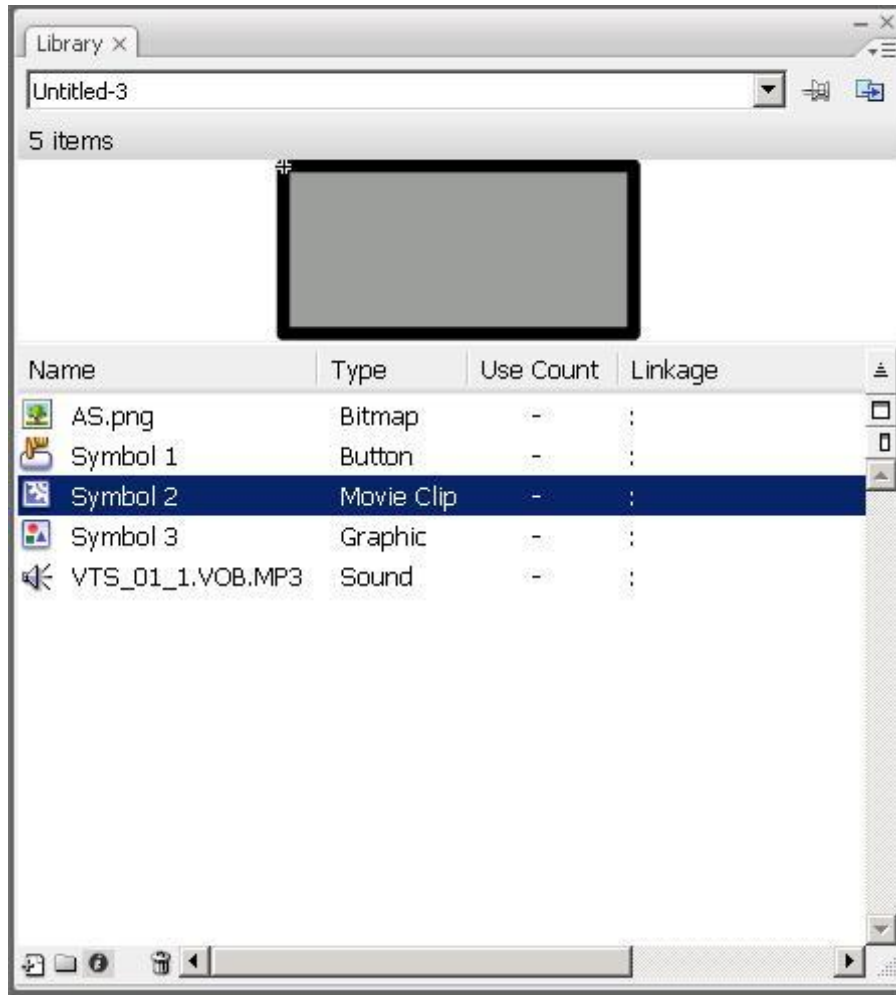 Library
Untitled-3
5 items
Name Type Use Count Linkage
AS.png Bitmap - :
Symbol 1 Button - :
Symbol 2 Movie Clip - :
Symbol 3 Graphic - :
VTS_01_1.VOB.MP3 Sound - :